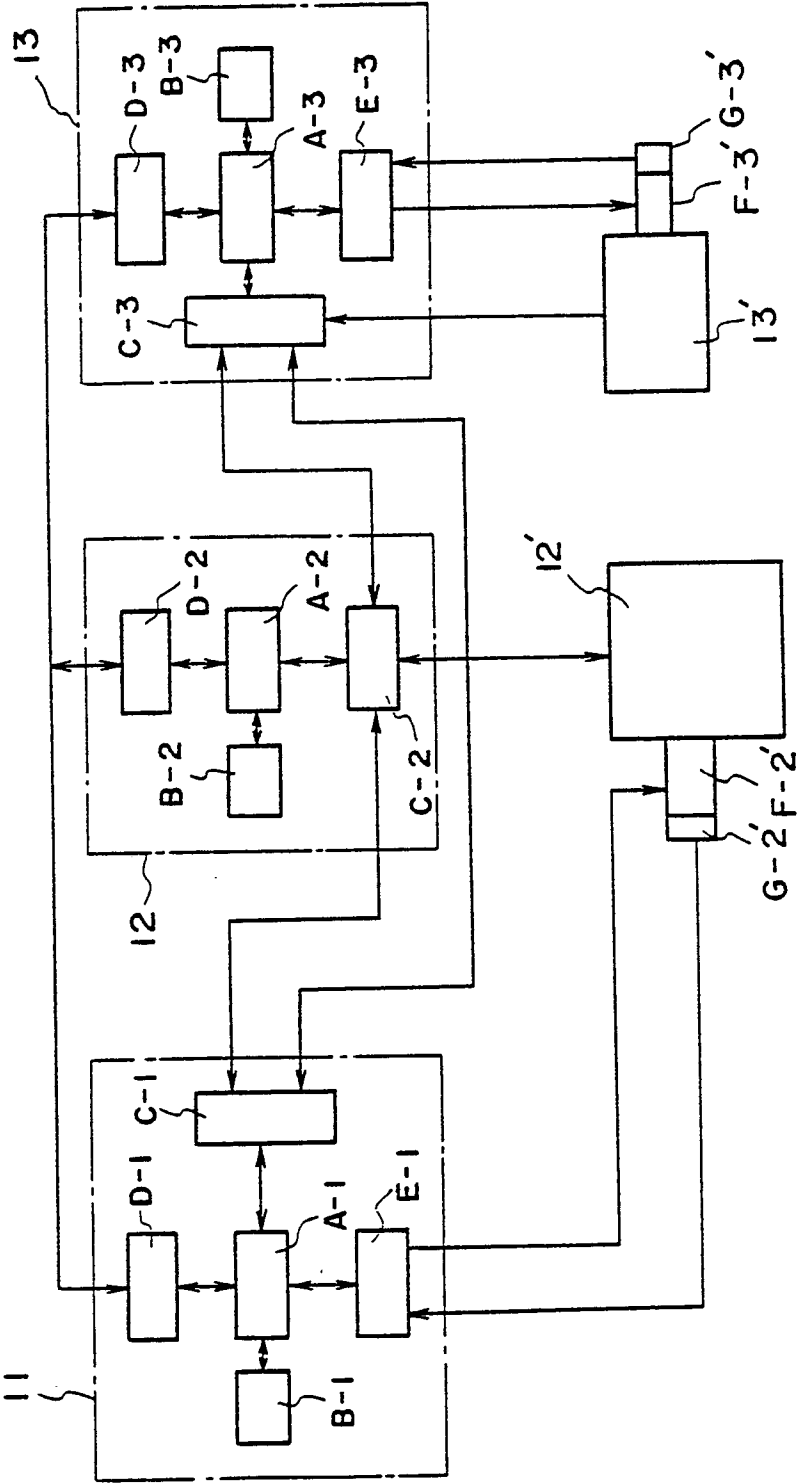 11
D-1
C-1
A-1
E-1
B-1
12
D-2
A-2
B-2
C-2
13
D-3
B-3
A-3
C-3
E-3
12'
F-2'
G-2'
13'
F-3'
G-3'